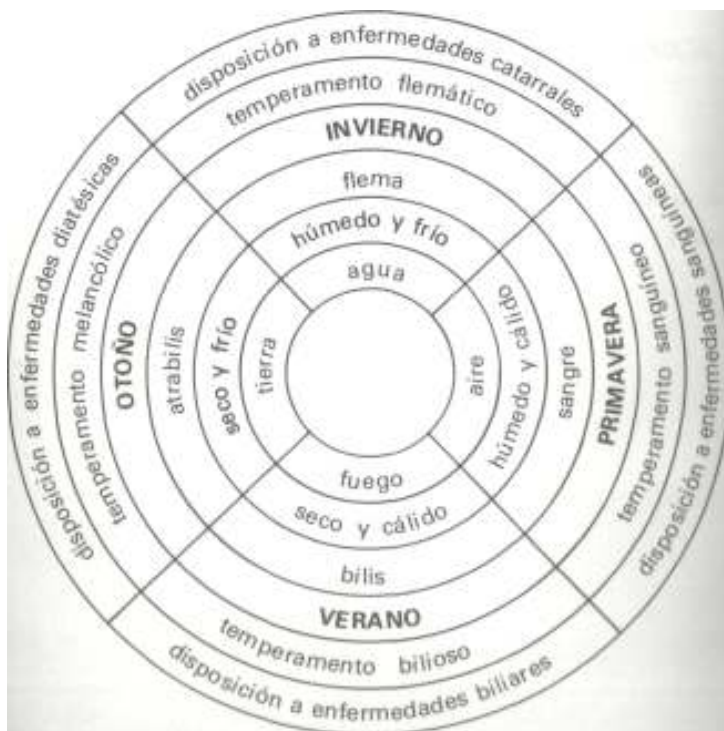 disposición a enfermedades catarrales
temperamento flemático
INVIERNO
flema
húmedo y frío
agua
disposición a enfermedades sanguíneas
temperamento sanguíneo
PRIMAVERA
sangre
húmedo y cálido
aire
fuego
seco y cálido
bilis
VERANO
temperamento bilioso
disposición a enfermedades biliares
disposición a enfermedades diatésicas
temperamento melancólico
OTOÑO
atrabilis
seco y frío
tierra